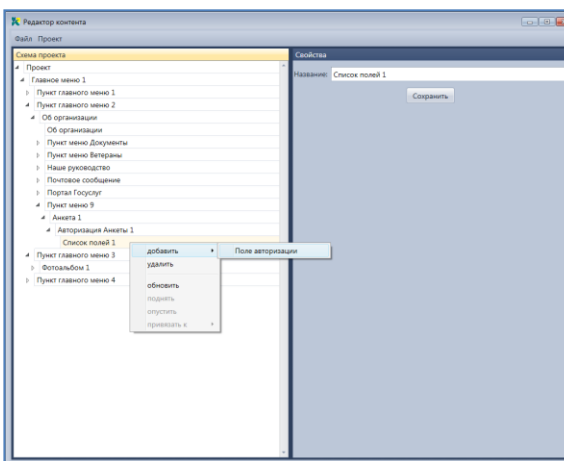 Редактор контента
Файл Проект
Схема проекта
Свойства
Проект
Название: Список полей 1
Главное меню 1
Сохранить
Пункт главного меню 1
Пункт главного меню 2
Об организации
Об организации
Пункт меню Документы
Пункт меню Ветераны
Наше руководство
Почтовое сообщение
Портал Госуслуг
Пункт меню 9
Анкета 1
Авторизация Анкеты 1
Список полей 1
добавить
Поле авторизации
Пункт главного меню 3
удалить
Фотоальбом 1
Пункт главного меню 4
обновить
поднять
опустить
привязать к